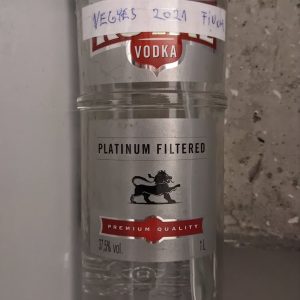 VEGYES 2021
VODKA
PLATINUM FILTERED
PREMIUM QUALITY
37,5% vol.
1L